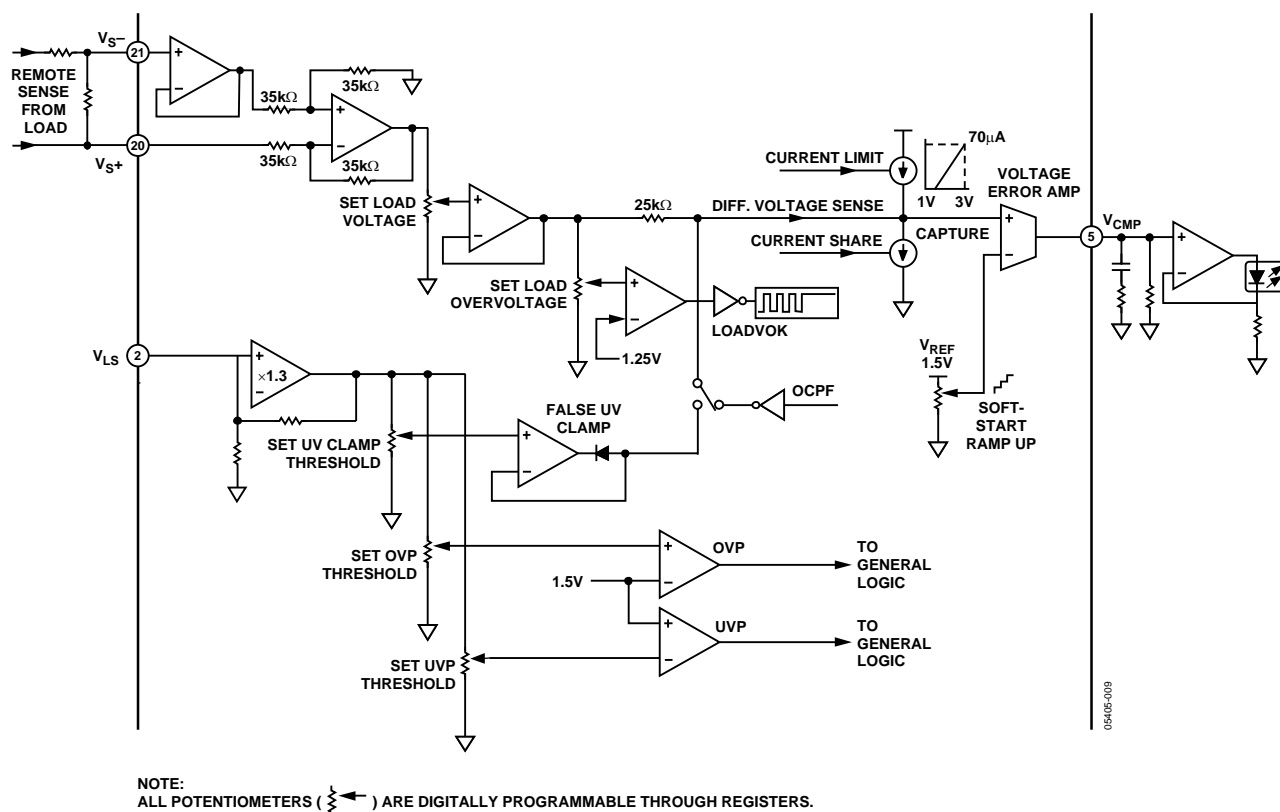 VS–
21
REMOTE
SENSE
FROM
LOAD
20
VS+
35kΩ
35kΩ
35kΩ
35kΩ
SET LOAD
VOLTAGE
25kΩ
SET LOAD
OVERVOLTAGE
1.25V
LOADVOK
DIFF. VOLTAGE SENSE
CURRENT LIMIT
CURRENT SHARE
70μA
1V
3V
CAPTURE
VOLTAGE
ERROR AMP
5
VCMP
VREF
1.5V
SOFT-
START
RAMP UP
OCPF
VLS
2
×1.3
SET UV CLAMP
THRESHOLD
FALSE UV
CLAMP
SET OVP
THRESHOLD
1.5V
OVP
TO
GENERAL
LOGIC
UVP
TO
GENERAL
LOGIC
SET UVP
THRESHOLD
05405-009
NOTE:
ALL POTENTIOMETERS ( ) ARE DIGITALLY PROGRAMMABLE THROUGH REGISTERS.